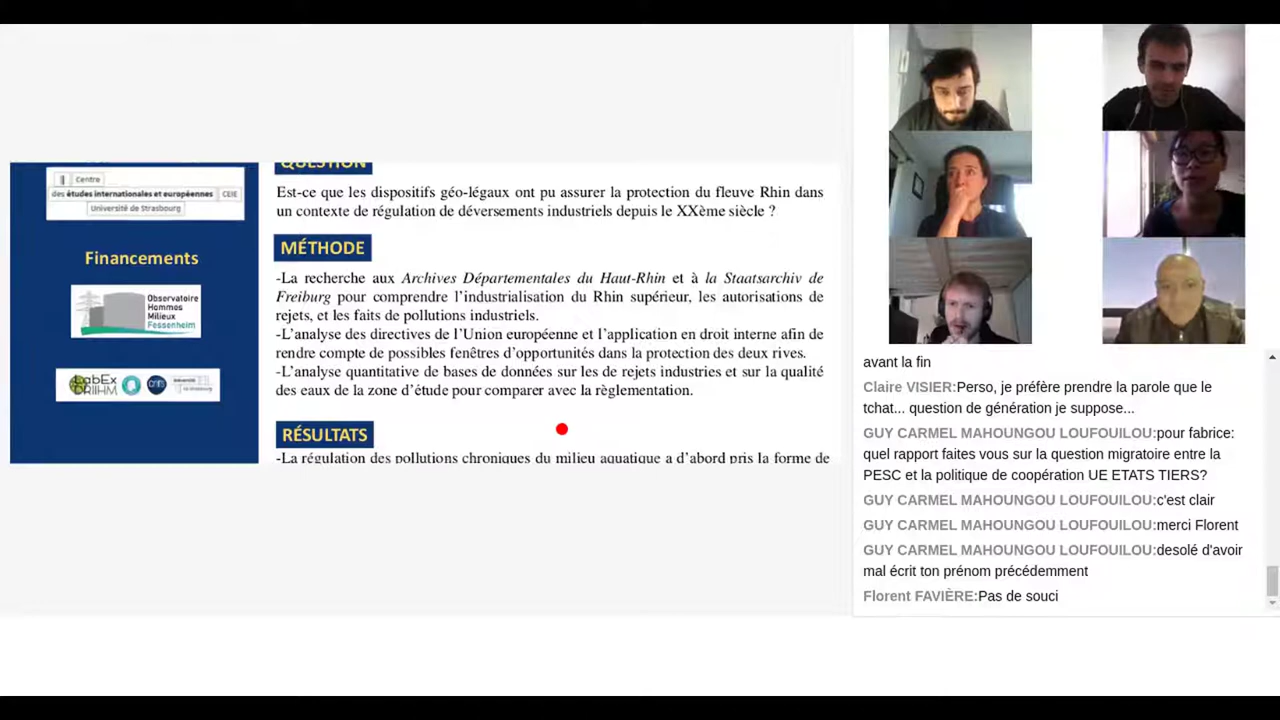 Centre
des études internationales et européennes CEIE
Université de Strasbourg
Financements
Observatoire
Hommes
Milieux
Fessenheim
LabEx
DRIIHM
cnrs
QUESTION
Est-ce que les dispositifs géo-légaux ont pu assurer la protection du fleuve Rhin dans
un contexte de régulation de déversements industriels depuis le XXème siècle ?
MÉTHODE
-La recherche aux Archives Départementales du Haut-Rhin et à la Staatsarchiv de
Freiburg pour comprendre l’industrialisation du Rhin supérieur, les autorisations de
rejets, et les faits de pollutions industriels.
-L’analyse des directives de l’Union européenne et l’application en droit interne afin de
rendre compte de possibles fenêtres d’opportunités dans la protection des deux rives.
-L’analyse quantitative de bases de données sur les de rejets industries et sur la qualité
des eaux de la zone d’étude pour comparer avec la règlementation.
RÉSULTATS
-La régulation des pollutions chroniques du milieu aquatique a d’abord pris la forme de
avant la fin
Claire VISIER:Perso, je préfère prendre la parole que le
tchat... question de génération je suppose...
GUY CARMEL MAHOUNGOU LOUFOUILOU:pour fabrice:
quel rapport faites vous sur la question migratoire entre la
PESC et la politique de coopération UE ETATS TIERS?
GUY CARMEL MAHOUNGOU LOUFOUILOU:c'est clair
GUY CARMEL MAHOUNGOU LOUFOUILOU:merci Florent
GUY CARMEL MAHOUNGOU LOUFOUILOU:desolé d'avoir
mal écrit ton prénom précédemment
Florent FAVIÈRE:Pas de souci